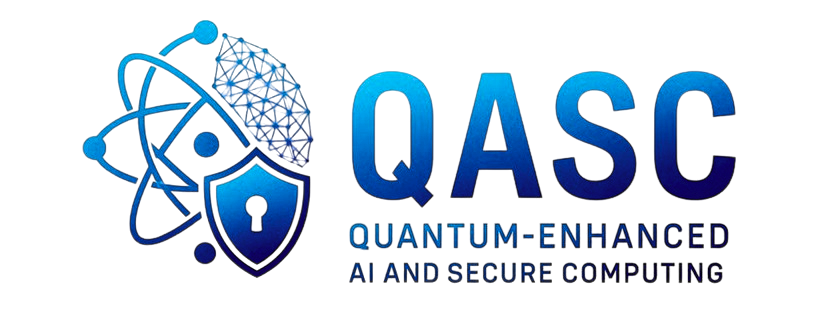 QASC
QUANTUM-ENHANCED
AI AND SECURE COMPUTING